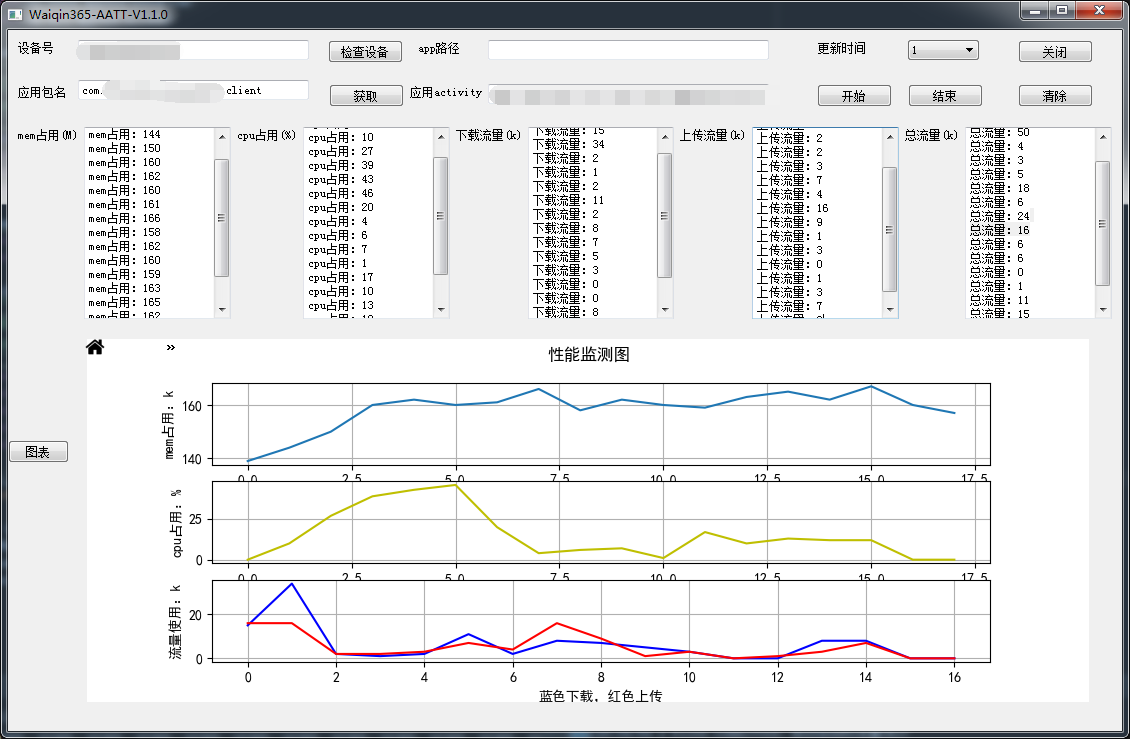 Waiqin365-AATT-V1.1.0
设备号
检查设备
app路径
更新时间
1
关闭
应用包名
com.
client
获取
应用activity
开始
结束
清除
mem占用(M)
mem占用: 144
mem占用: 150
mem占用: 160
mem占用: 162
mem占用: 160
mem占用: 161
mem占用: 166
mem占用: 158
mem占用: 162
mem占用: 160
mem占用: 159
mem占用: 163
mem占用: 165
mem占用: 162
cpu占用(%)
cpu占用: 10
cpu占用: 27
cpu占用: 39
cpu占用: 43
cpu占用: 46
cpu占用: 20
cpu占用: 4
cpu占用: 6
cpu占用: 7
cpu占用: 1
cpu占用: 17
cpu占用: 10
cpu占用: 13
下载流量(k)
下载流量: 15
下载流量: 34
下载流量: 2
下载流量: 1
下载流量: 2
下载流量: 11
下载流量: 2
下载流量: 8
下载流量: 7
下载流量: 5
下载流量: 3
下载流量: 0
下载流量: 0
下载流量: 8
上传流量(k)
上传流量: 2
上传流量: 2
上传流量: 3
上传流量: 7
上传流量: 4
上传流量: 16
上传流量: 9
上传流量: 1
上传流量: 3
上传流量: 0
上传流量: 1
上传流量: 3
上传流量: 7
总流量(k)
总流量: 50
总流量: 4
总流量: 3
总流量: 5
总流量: 18
总流量: 6
总流量: 24
总流量: 16
总流量: 6
总流量: 6
总流量: 0
总流量: 1
总流量: 11
总流量: 15
图表
»
性能监测图
mem占用: k
160
140
0.0 2.5 5.0 7.5 10.0 12.5 15.0 17.5
cpu占用: %
25
0
0.0 2.5 5.0 7.5 10.0 12.5 15.0 17.5
流量使用: k
20
0
0 2 4 6 8 10 12 14 16
蓝色下载，红色上传